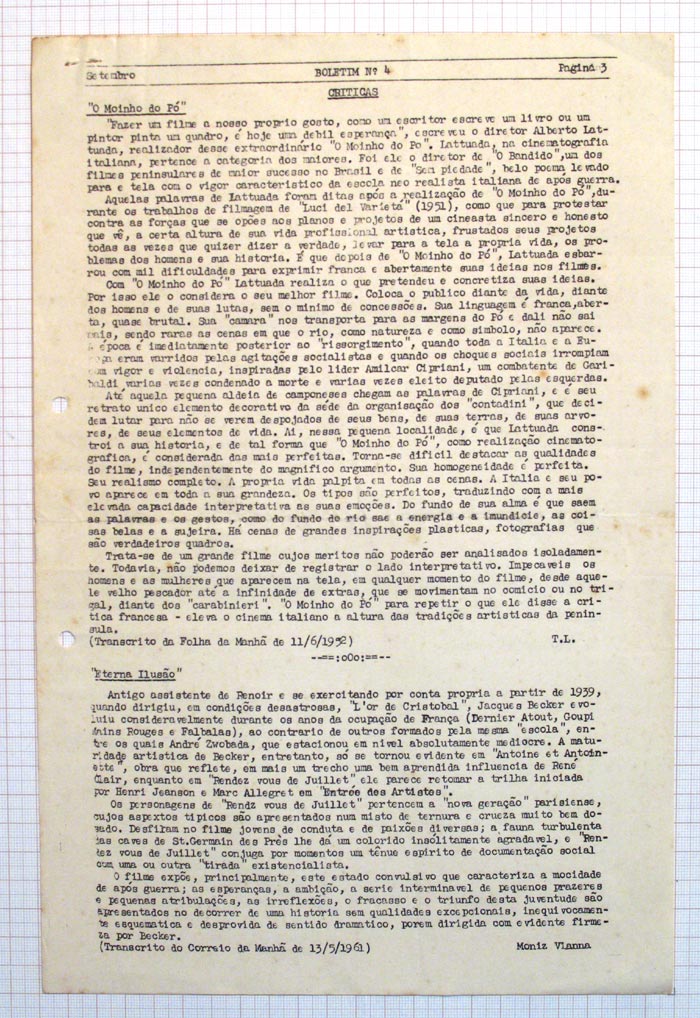 Setembro BOLETIM Nº 4 Pagina 3
CRITICAS
"O Moinho do Pó"
"Fazer um filme a nosso proprio gosto, como um escritor escreve um livro ou um
pintor pinta um quadro, é hoje uma debil esperança", escreveu o diretor Alberto Lat-
tuada, realizador desse extraordinário "O Moinho do Po". Lattuada, na cinematografia
italiana, pertence a categoria dos maiores. Foi ele o diretor de "O Bandido",um dos
filmes peninsulares de maior sucesso no Brasil e de "Sem piedade", belo poema levado
para e tela com o vigor caracteristico da escola neo realista italiana de após guerra.
Aquelas palavras de Lattuada foram ditas após a realização de "O Moinho do Pó",du-
rante os trabalhos de filmagem de "Luci del Varieta" (1951), como que para protestar
contra as forças que se opões aos planos e projetos de um cineasta sincero e honesto
que vê, a certa altura de sua vida profissional artistica, frustados seus projetos
todas as vezes que quizer dizer a verdade, levar para a tela a propria vida, os pro-
blemas dos homens e sua historia. E que depois de "O Moinho do Pó", Lattuada esbar-
rou com mil dificuldades para exprimir franca e abertamente suas ideias nos filmes.
Com "O Moinho do Pó" Lattuada realiza o que pretendeu e concretiza suas ideias.
Por isso ele o considera o seu melhor filme. Coloca o publico diante da vida, diante
dos homens e de suas lutas, sem o minimo de concessões. Sua linguagem é franca,aber-
ta, quase brutal. Sua "camara" nos transporta para as margens do Pó e dali não sai
mais, sendo raras as cenas em que o rio, como natureza e como simbolo, não aparece.
A época é imediatamente posterior ao "rissorgimento", quando toda a Italia e a Eu-
ropa eram varridos pelas agitações socialistas e quando os choques sociais irrompiam
com vigor e violencia, inspiradas pelo lider Amilcar Cipriani, um combatente de Gari-
baldi varias vezes condenado a morte e varias vezes eleito deputado pelas esquerdas.
Até aquela pequena aldeia de camponeses chegam as palavras de Cipriani, e é seu
retrato unico elemento decorativo da séde da organisação dos "contadini", que deci-
dem lutar para não se verem despojados de seus bens, de suas terras, de suas arvo-
res, de seus elementos de vida. Ai, nessa pequena localidade, é que Lattuada cons-
troi a sua historia, e de tal forma que "O Moinho do Pó", como realização cinemato-
grafica, é considerada das mais perfeitas. Torna-se dificil destacar as qualidades
do filme, independentemente do magnifico argumento. Sua homogeneidade é perfeita.
Seu realismo completo. A propria vida palpita em todas as cenas. A Italia e seu po-
vo aparece em toda a sua grandeza. Os tipos são perfeitos, traduzindo com a mais
elevada capacidade interpretativa as suas emoções. Do fundo de sua alma é que saem
as palavras e os gestos, como do fundo do rio sae a energia e a imundicie, as coi-
sas belas e a sujeira. Há cenas de grandes inspirações plasticas, fotografias que
são verdadeiros quadros.
Trata-se de um grande filme cujos meritos não poderão ser analisados isoladamen-
te. Todavia, não podemos deixar de registrar o lado interpretativo. Impecaveis os
homens e as mulheres que aparecem na tela, em qualquer momento do filme, desde aque-
le velho pescador até a infinidade de extras, que se movimentam no comicio ou no tri-
gal, diante dos "carabinieri". "O Moinho do Pó" para repetir o que ele disse a cri-
tica francesa - eleva o cinema italiano a altura das tradições artisticas da penin-
sula.
(Transcrito da Folha da Manhã de 11/6/1952) T.L.
--==:oOo:==--
"Eterna Ilusão"
Antigo assistente de Renoir e se exercitando por conta propria a partir de 1939,
quando dirigiu, em condições desastrosas, "L'or de Cristobal", Jacques Becker evo-
luiu consideravelmente durante os anos da ocupação de França (Dernier Atout, Goupi
Mains Rouges e Falbalas), ao contrario de outros formados pela mesma "escola", en-
tre os quais André Zwobada, que estacionou em nivel absolutamente mediocre. A matu-
ridade artistica de Becker, entretanto, só se tornou evidente em "Antoine et Antoin-
ette", obra que reflete, em mais um trecho uma bem aprendida influencia de René
Clair, enquanto em "Rendez vous de Juillet" ele parece retomar a trilha iniciada
por Henri Jeanson e Marc Allegret em "Entrée des Artistes".
Os personagens de "Rendz vous de Juillet" pertencem a "nova geração" parisiense,
cujos aspextos tipicos são apresentados num misto de ternura e crueza muito bem do-
sado. Desfilam no filme jovens de conduta e de paixões diversas; a fauna turbulenta
das caves de St.Germain des Prés lhe dá um colorido insolitamente agradavel, e "Ren-
dez vous de Juillet" conjuga por momentos um tênue espirito de documentação social
com uma ou outra "tirada" existencialista.
O filme expõe, principalmente, este estado convulsivo que caracteriza a mocidade
de após guerra; as esperanças, a ambição, a serie interminavel de pequenos prazeres
e pequenas atribulações, as irreflexões, o fracasso e o triunfo desta juventude são
apresentados no decorrer de uma historia sem qualidades excepcionais, inequivocamen-
te esquematica e desprovida de sentido dramatico, porem dirigida com evidente firme-
za por Becker.
(Transcrito do Correio da Manhã de 13/5/1961) Moniz Vianna